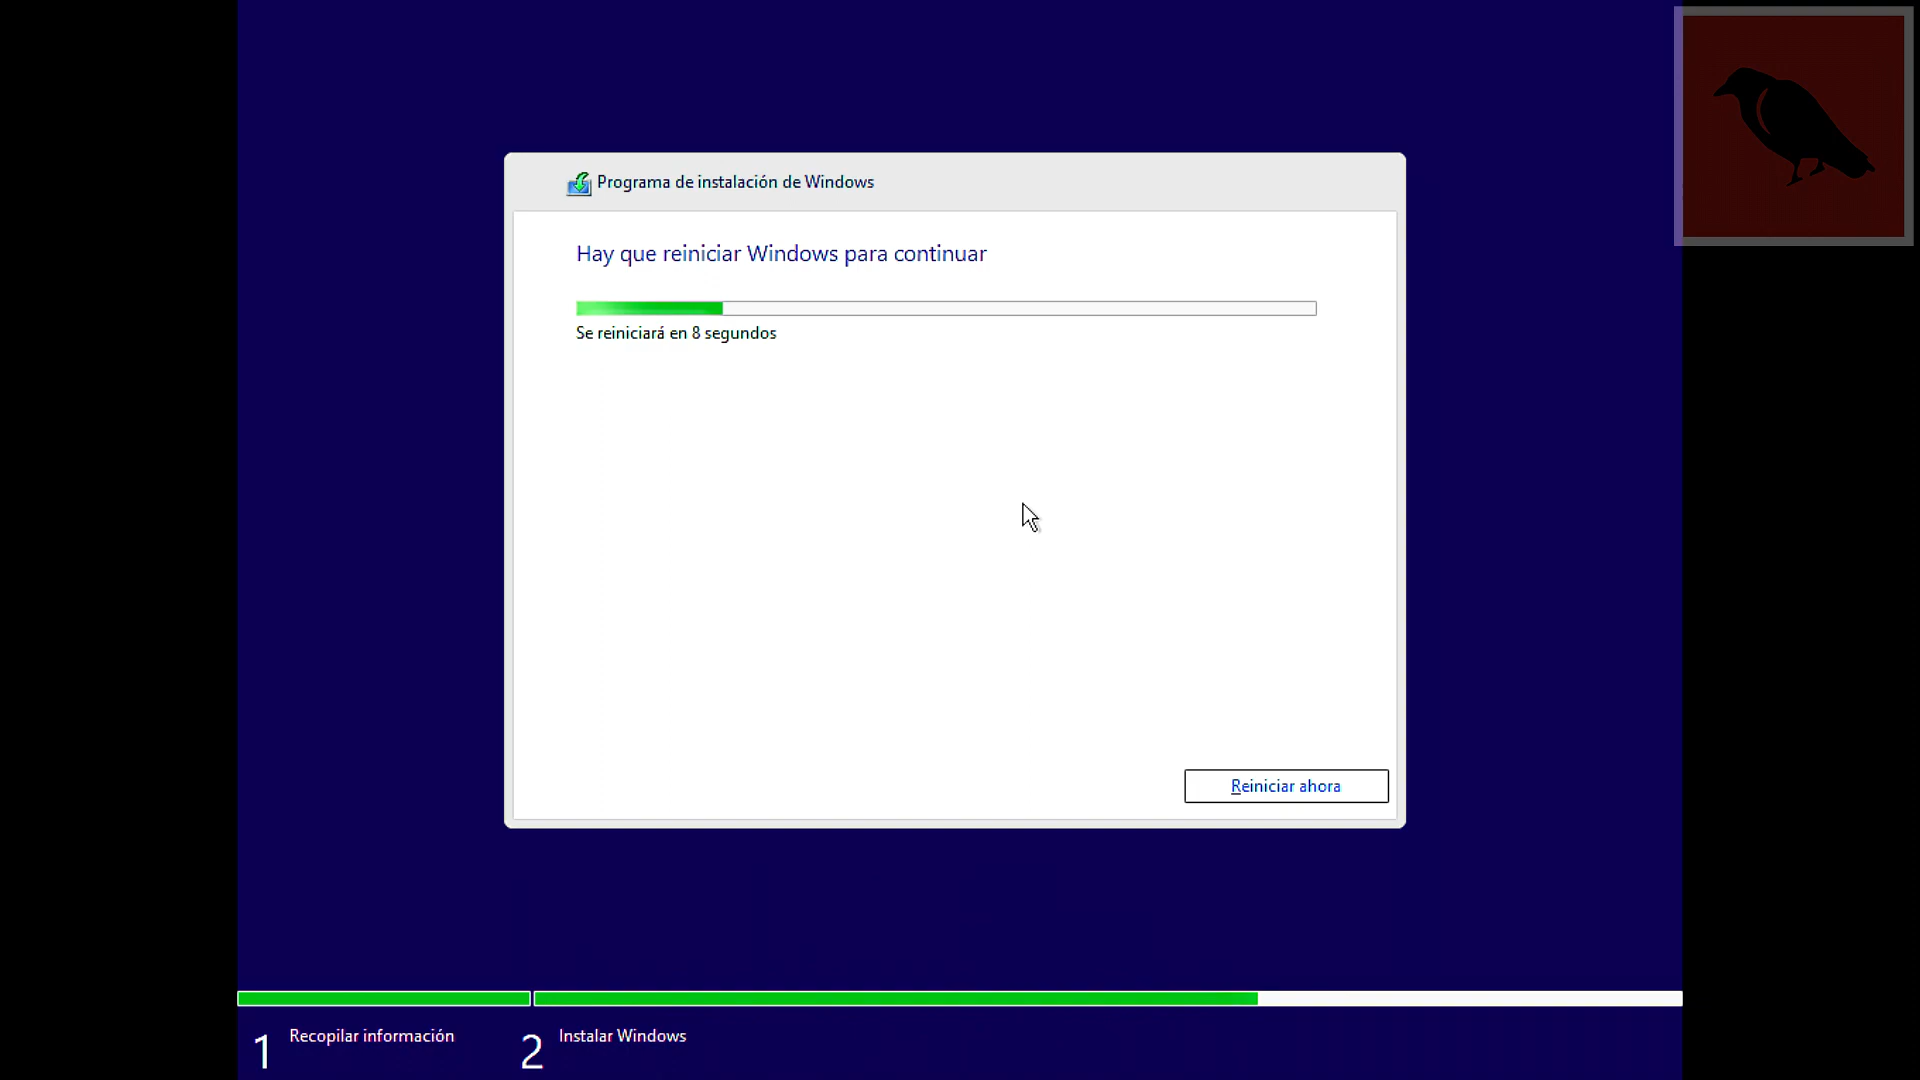 Programa de instalación de Windows
Hay que reiniciar Windows para continuar
Se reiniciará en 8 segundos
Reiniciar ahora
1 Recopilar información
2 Instalar Windows